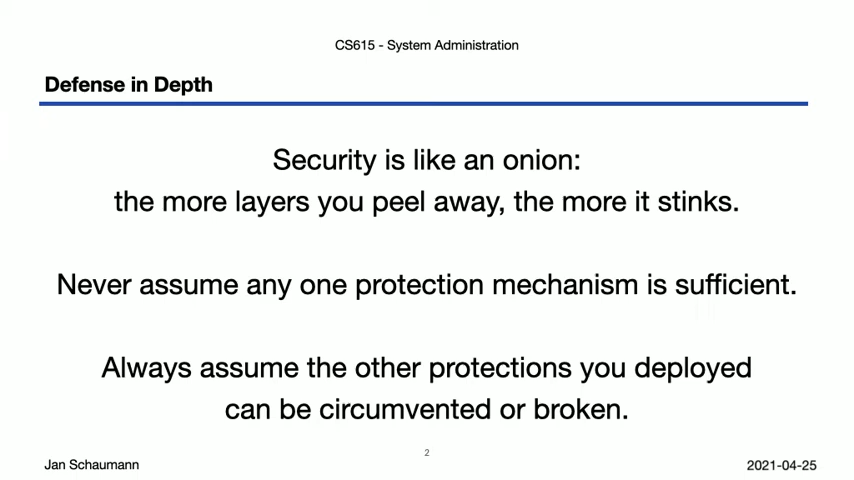 CS615 - System Administration
Defense in Depth
Security is like an onion:
the more layers you peel away, the more it stinks.
Never assume any one protection mechanism is sufficient.
Always assume the other protections you deployed
can be circumvented or broken.
2
Jan Schaumann
2021-04-25